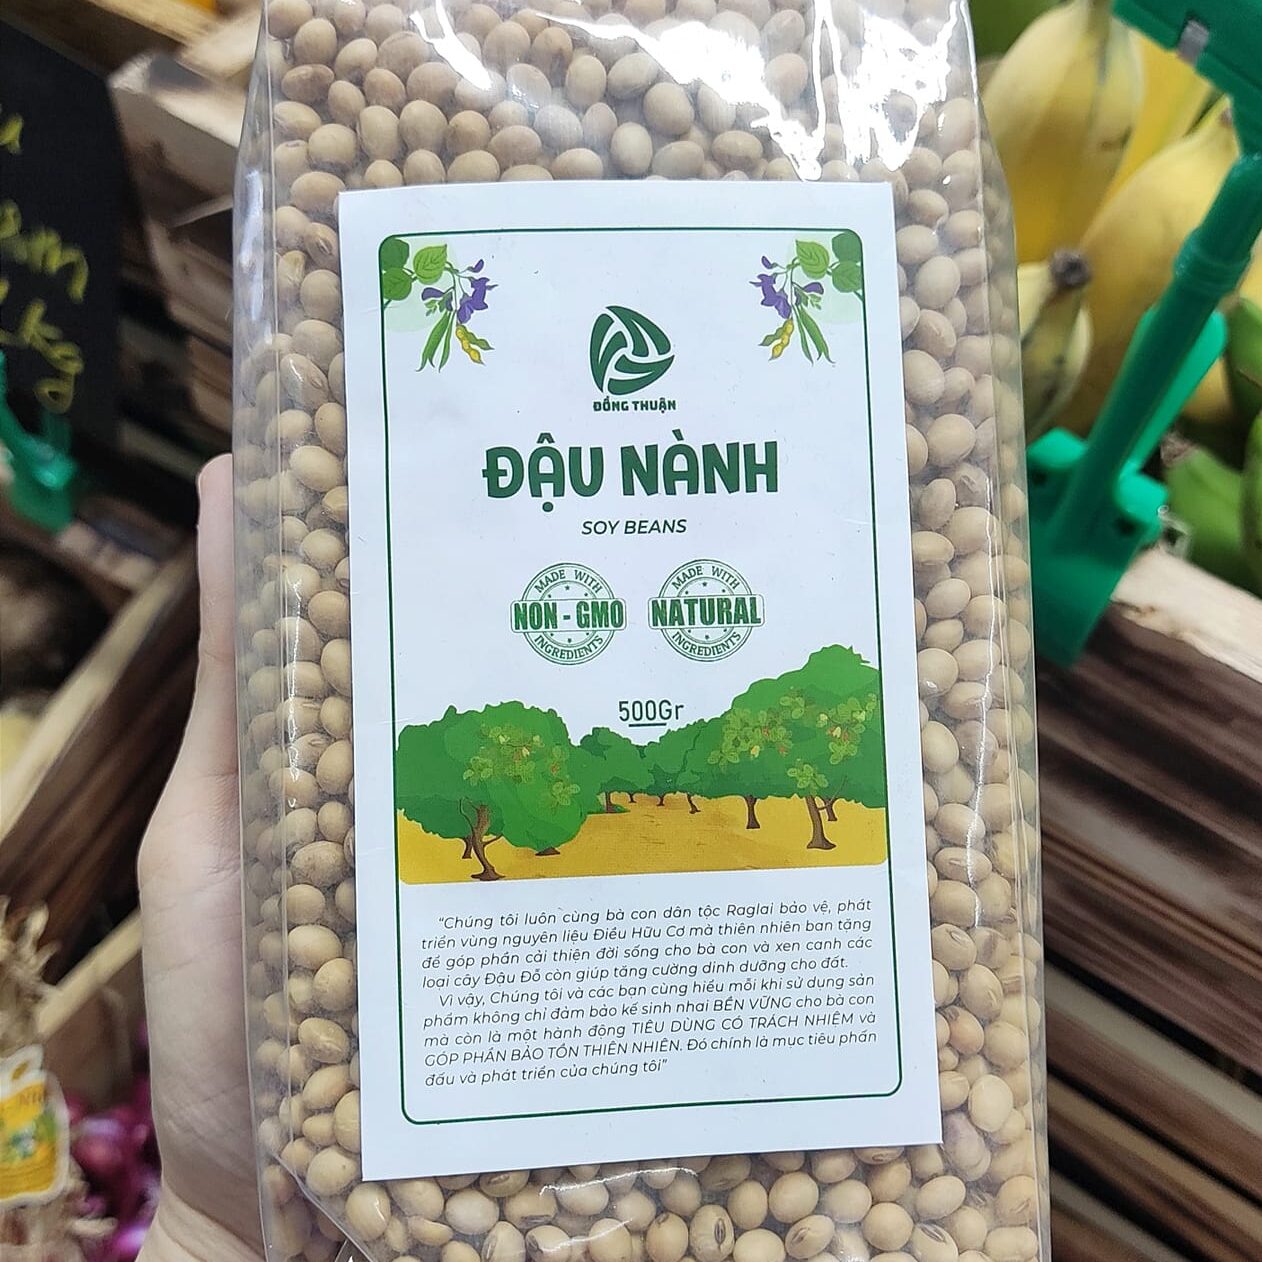 ĐỒNG THUẬN
ĐẬU NÀNH
SOY BEANS
MADE WITH
NON - GMO
INGREDIENTS
MADE WITH
NATURAL
INGREDIENTS
500Gr
“Chúng tôi luôn cùng bà con dân tộc Raglai bảo vệ, phát
triển vùng nguyên liệu Điều Hữu Cơ mà thiên nhiên ban tặng
để góp phần cải thiện đời sống cho bà con và xen canh các
loại cây Đậu Đỗ còn giúp tăng cường dinh dưỡng cho đất.
Vì vậy, Chúng tôi và các bạn cùng hiểu mỗi khi sử dụng sản
phẩm không chỉ đảm bảo kế sinh nhai BỀN VỮNG cho bà con
mà còn là một hành động TIÊU DÙNG CÓ TRÁCH NHIỆM và
GÓP PHẦN BẢO TỒN THIÊN NHIÊN. Đó chính là mục tiêu phấn
đấu và phát triển của chúng tôi”